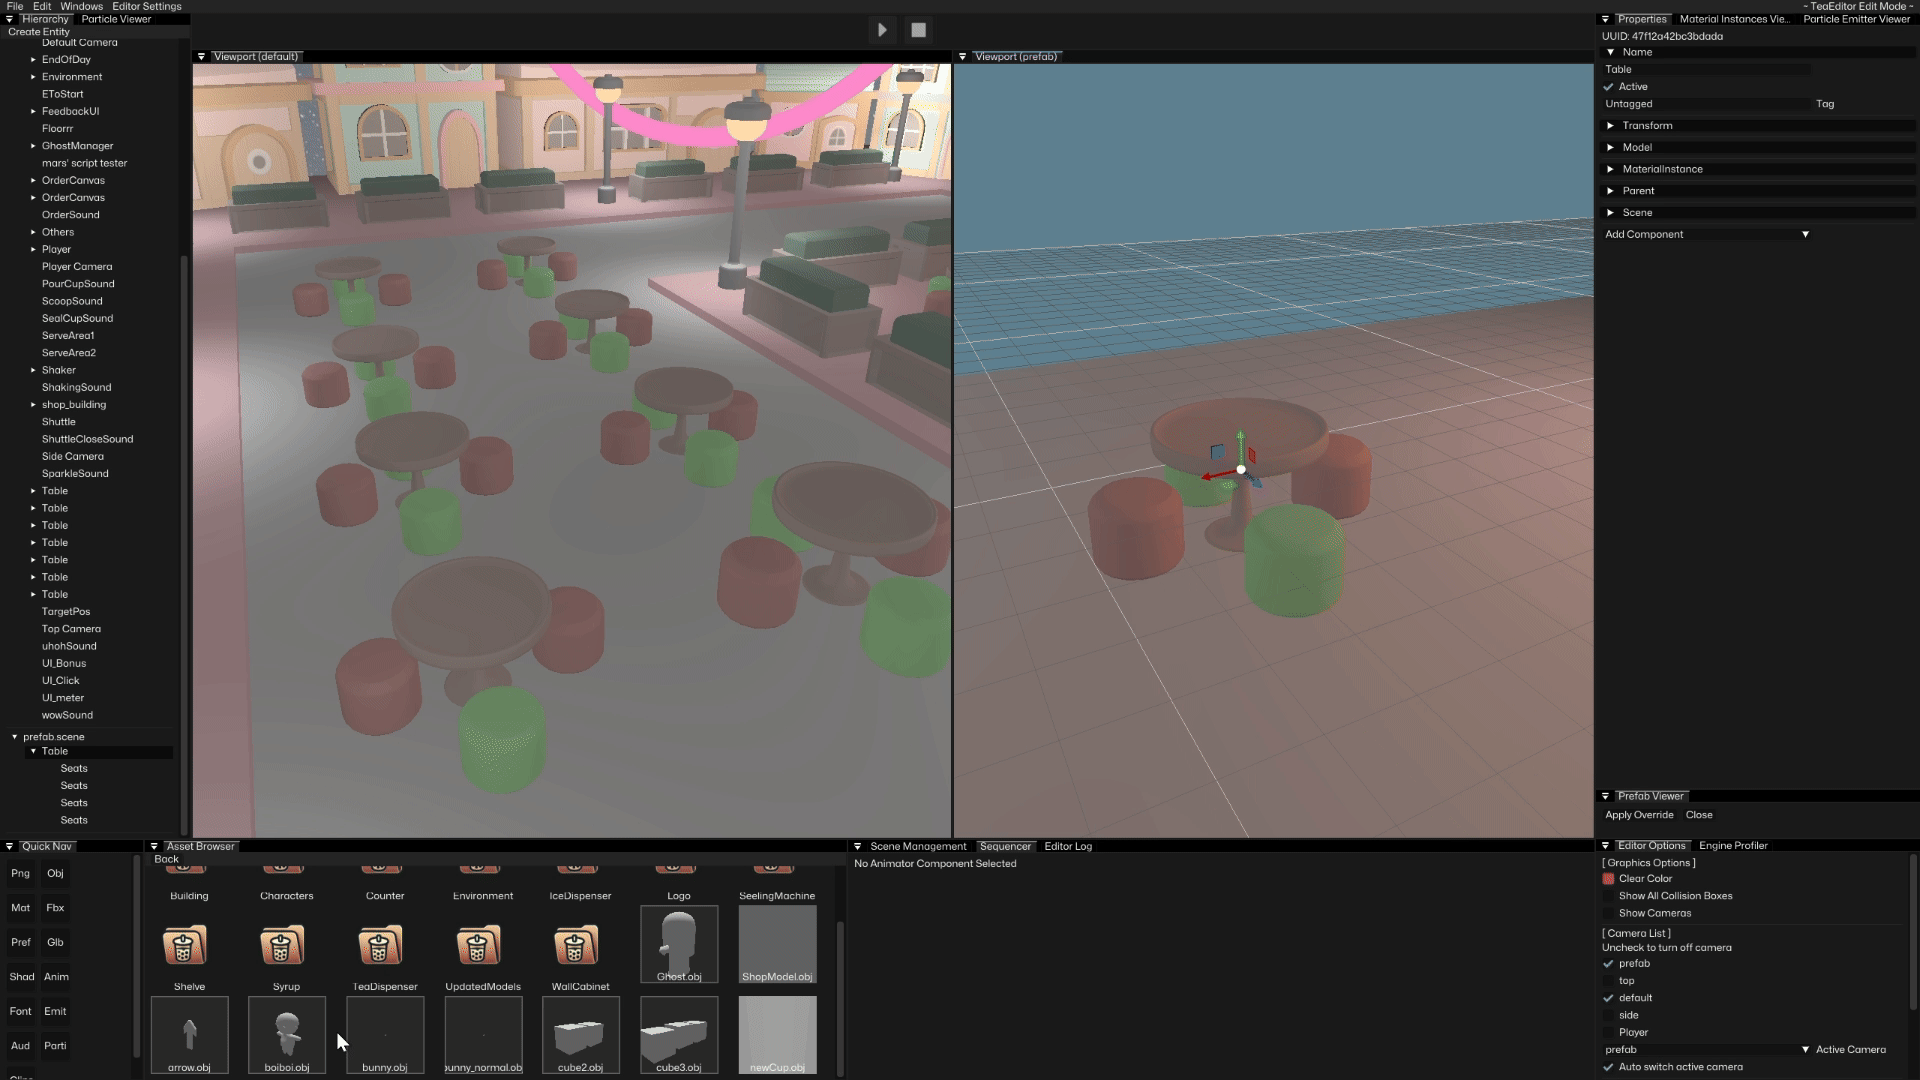 File Edit Windows Editor Settings
- TeaEditor Edit Mode -
Hierarchy Particle Viewer
Create Entity
Default Camera
EndOfDay
Environment
EToStart
FeedbackUI
Floorrr
GhostManager
mars' script tester
OrderCanvas
OrderCanvas
OrderSound
Others
Player
Player Camera
PourCupSound
ScoopSound
SealCupSound
ServeArea1
ServeArea2
Shaker
ShakingSound
shop_building
Shuttle
ShuttleCloseSound
Side Camera
SparkleSound
Table
Table
Table
Table
Table
Table
Table
TargetPos
Top Camera
uhohSound
UI_Bonus
UI_Click
UI_meter
wowSound
prefab.scene
Table
Seats
Seats
Seats
Seats
Viewport (default)
Viewport (prefab)
Properties Material Instances Vie... Particle Emitter Viewer
UUID: 47f12a42bc3bdada
Name
Table
Active
Untagged Tag
Transform
Model
MaterialInstance
Parent
Scene
Add Component
Prefab Viewer
Apply Override Close
Quick Nav
Png Obj
Mat Fbx
Pref Glb
Shad Anim
Font Emit
Aud Parti
Asset Browser
Back
Building Characters Counter Environment IceDispenser Logo SeelingMachine
Ghost.obj ShopModel.obj
Shelve Syrup TeaDispenser UpdatedModels WallCabinet
arrow.obj boiboi.obj bunny.obj bunny_normal.ob cube2.obj cube3.obj newCup.obj
Scene Management Sequencer Editor Log
No Animator Component Selected
Editor Options Engine Profiler
[ Graphics Options ]
Clear Color
Show All Collision Boxes
Show Cameras
[ Camera List ]
Uncheck to turn off camera
prefab
top
default
side
Player
prefab Active Camera
Auto switch active camera